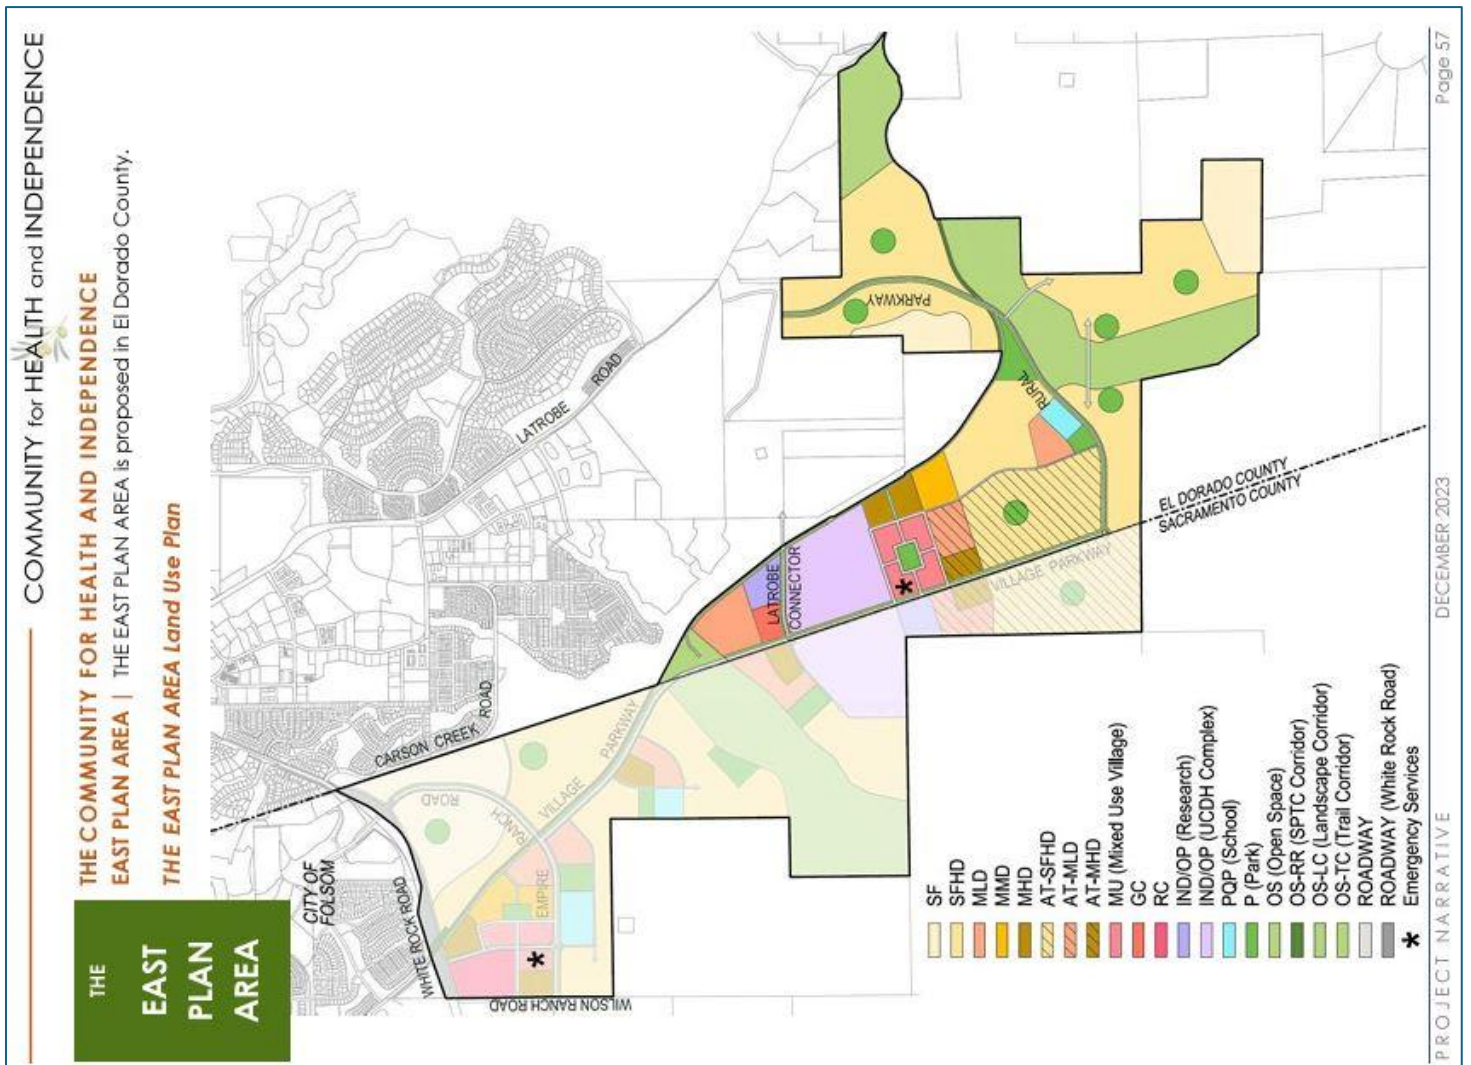 COMMUNITY for HEALTH and INDEPENDENCE
THE
EAST
PLAN
AREA
THE COMMUNITY FOR HEALTH AND INDEPENDENCE
EAST PLAN AREA | THE EAST PLAN AREA is proposed in El Dorado County.
THE EAST PLAN AREA Land Use Plan
CITY OF
FOLSOM
WHITE ROCK ROAD
WILSON RANCH ROAD
EMPIRE
RANCH
ROAD
VILLAGE
PARKWAY
CARSON CREEK
ROAD
LATROBE
ROAD
LATROBE
CONNECTOR
VILLAGE PARKWAY
RURAL
PARKWAY
EL DORADO COUNTY
SACRAMENTO COUNTY
*
*
SF
SFHD
MLD
MMD
MHD
AT-SFHD
AT-MLD
AT-MHD
MU (Mixed Use Village)
GC
RC
IND/OP (Research)
IND/OP (UCDH Complex)
PQP (School)
P (Park)
OS (Open Space)
OS-RR (SPTC Corridor)
OS-LC (Landscape Corridor)
OS-TC (Trail Corridor)
ROADWAY
ROADWAY (White Rock Road)
* Emergency Services
PROJECT NARRATIVE
DECEMBER 2023
Page 57